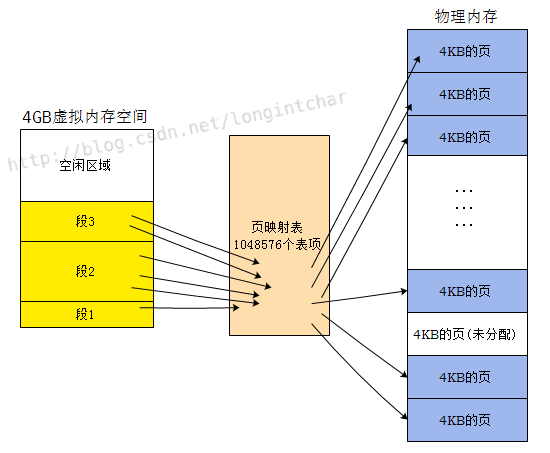 物理内存
4KB的页
4KB的页
4KB的页
...
...
4KB的页
4KB的页(未分配)
4KB的页
4KB的页
4GB虚拟内存空间
空闲区域
段3
段2
段1
页映射表
1048576个表项
http://blog.csdn.net/longintchar